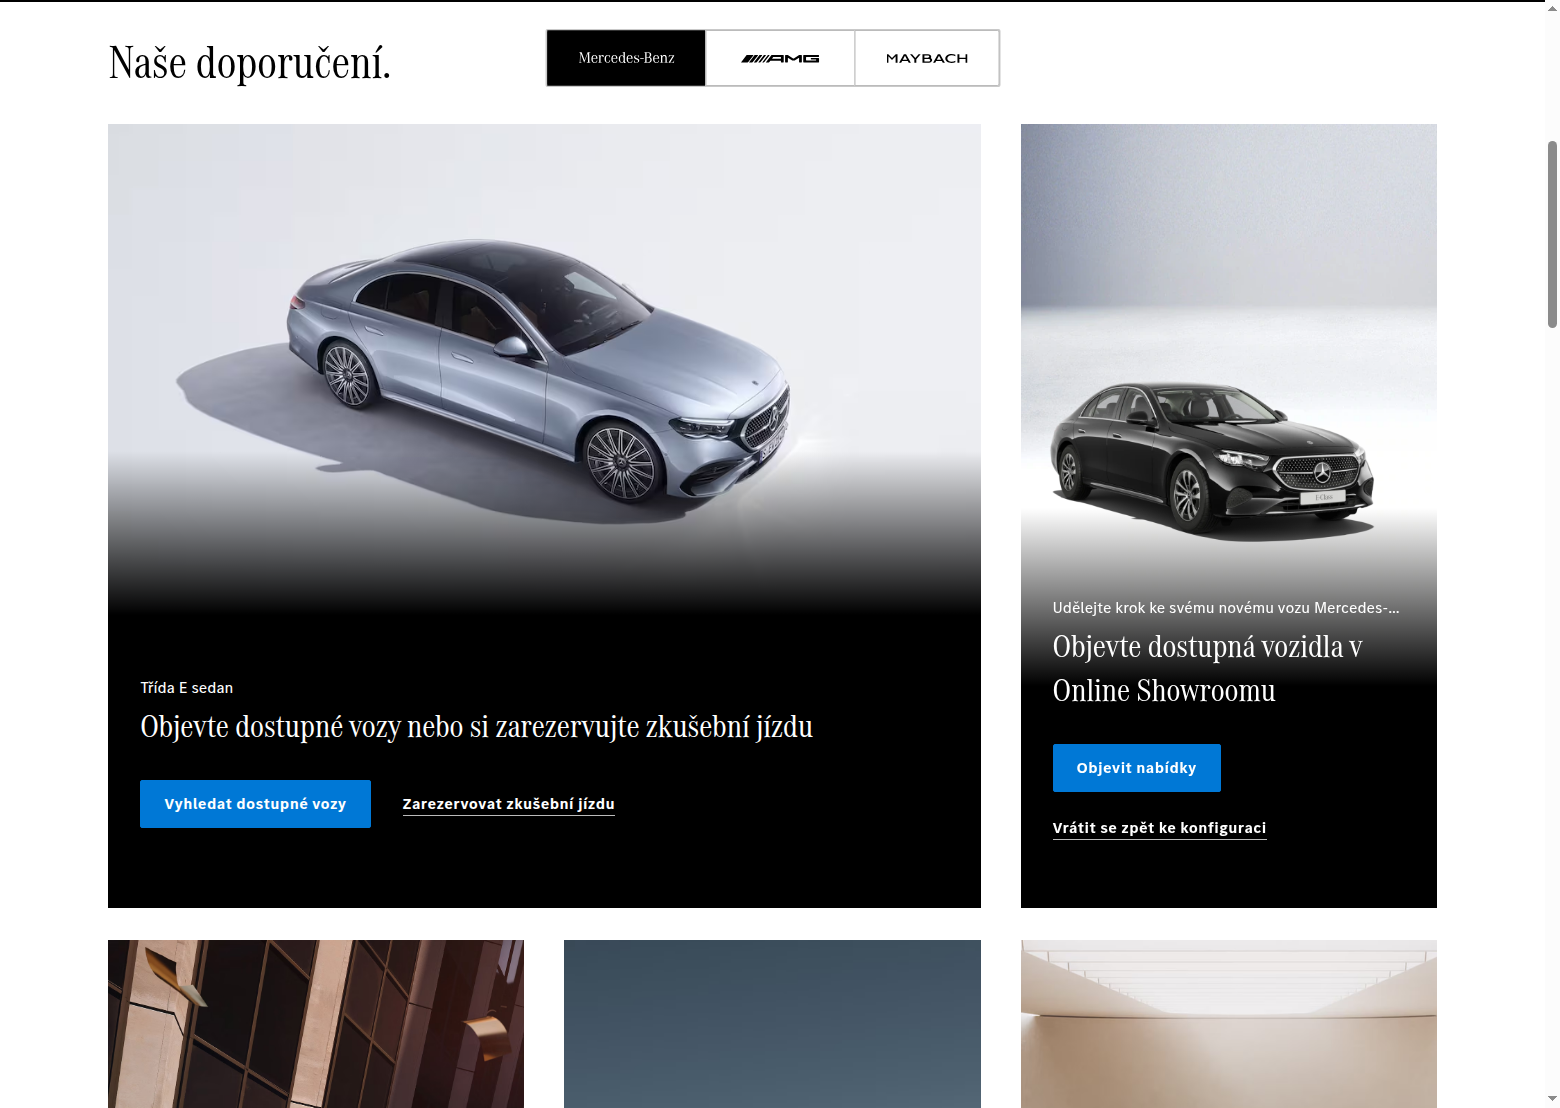 Naše doporučení.
Mercedes-Benz
AMG
MAYBACH
Třída E sedan
Objevte dostupné vozy nebo si zarezervujte zkušební jízdu
Vyhledat dostupné vozy
Zarezervovat zkušební jízdu
E-Class
Udělejte krok ke svému novému vozu Mercedes-...
Objevte dostupná vozidla v
Online Showroomu
Objevit nabídky
Vrátit se zpět ke konfiguraci